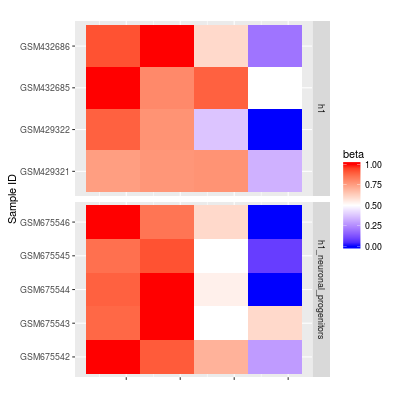 GSM432686
GSM432685
GSM429322
GSM429321
h1
GSM675546
GSM675545
GSM675544
GSM675543
GSM675542
h1_neuronal_progenitors
Sample ID
beta
1.00
0.75
0.50
0.25
0.00